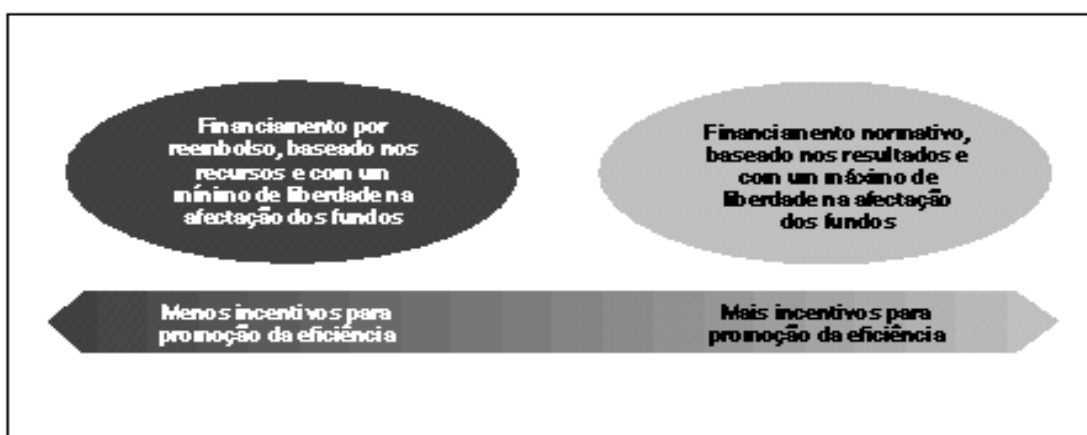 Financiamento por
reembolso, baseado nos
recursos e com um
mínimo de liberdade na
afectação dos fundos
Financiamento normativo,
baseado nos resultados e
com um máximo de
liberdade na afectação
dos fundos
Menos incentivos para
promoção da eficiência
Mais incentivos para
promoção da eficiência